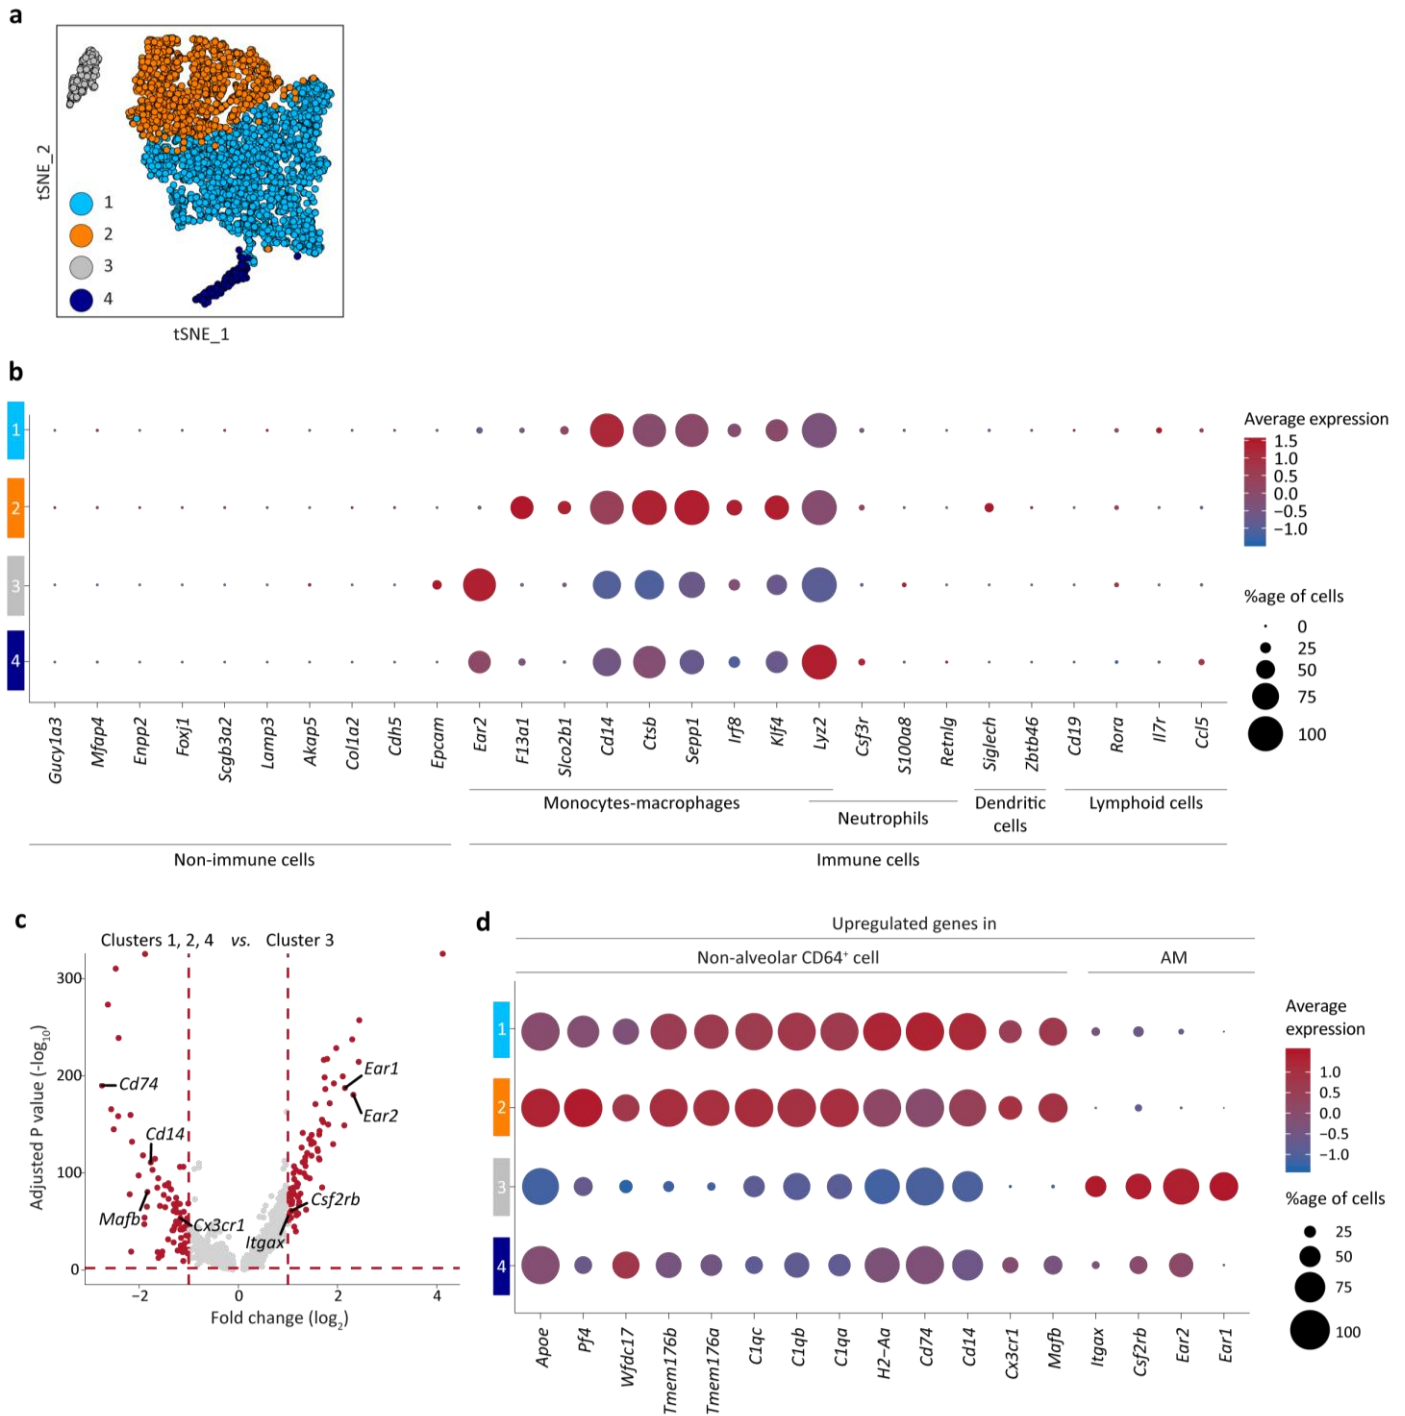 a
tSNE_2
1
2
3
4
tSNE_1
b
1
2
3
4
Average expression
1.5
1.0
0.5
0.0
−0.5
−1.0
%age of cells
0
25
50
75
100
Gucy1a3
Mfap4
Enpp2
Foxj1
Scgb3a2
Lamp3
Akap5
Col1a2
Cdh5
Epcam
Ear2
F13a1
Slco2b1
Cd14
Ctsb
Sepp1
Irf8
Klf4
Lyz2
Csf3r
S100a8
Retnlg
Siglech
Zbtb46
Cd19
Rora
Il7r
Ccl5
Monocytes-macrophages
Neutrophils
Dendritic
cells
Lymphoid cells
Non-immune cells
Immune cells
c
Clusters 1, 2, 4 vs. Cluster 3
300
200
100
0
Adjusted P value (-log10)
Cd74
Cd14
Mafb
Cx3cr1
Ear1
Ear2
Csf2rb
Itgax
−2
0
2
4
Fold change (log2)
d
Upregulated genes in
Non-alveolar CD64+ cell
AM
1
2
3
4
Average
expression
1.0
0.5
0.0
−0.5
−1.0
%age of cells
25
50
75
100
Apoe
Pf4
Wfdc17
Tmem176b
Tmem176a
C1qc
C1qb
C1qa
H2−Aa
Cd74
Cd14
Cx3cr1
Mafb
Itgax
Csf2rb
Ear2
Ear1